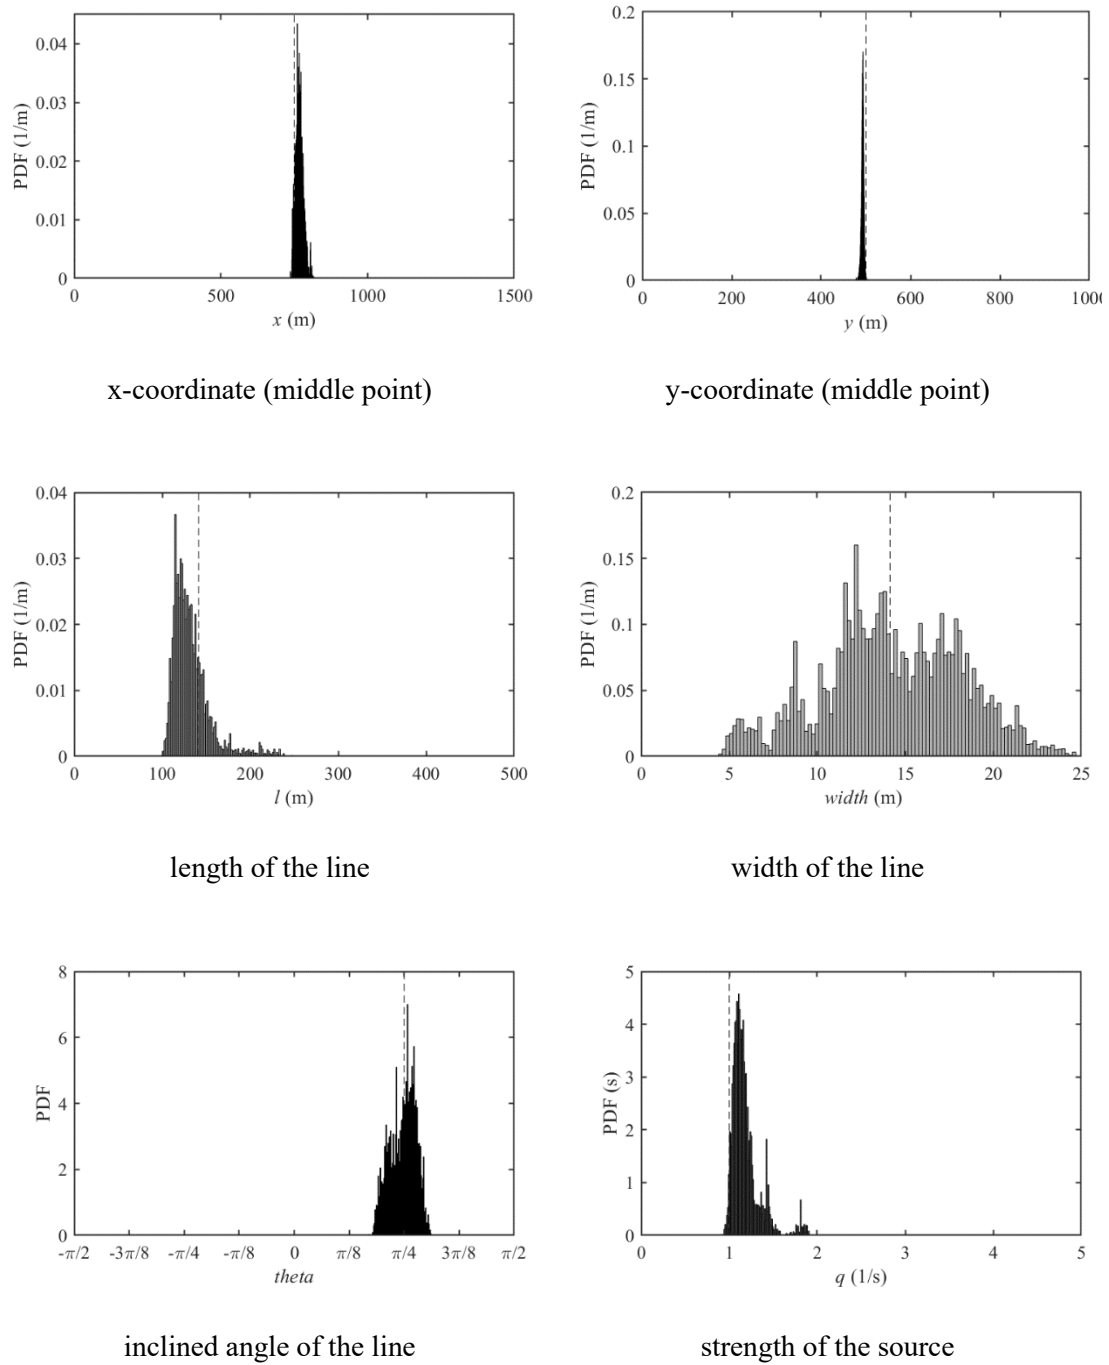 0.04
0.03
0.02
0.01
0
PDF (1/m)
0 500 1000 1500
x (m)
x-coordinate (middle point)
0.2
0.15
0.1
0.05
0
PDF (1/m)
0 200 400 600 800 1000
y (m)
y-coordinate (middle point)
0.04
0.03
0.02
0.01
0
PDF (1/m)
0 100 200 300 400 500
l (m)
length of the line
0.2
0.15
0.1
0.05
0
PDF (1/m)
0 5 10 15 20 25
width (m)
width of the line
8
6
4
2
0
PDF
-π/2 -3π/8 -π/4 -π/8 0 π/8 π/4 3π/8 π/2
theta
inclined angle of the line
5
4
3
2
1
0
PDF (s)
0 1 2 3 4 5
q (1/s)
strength of the source